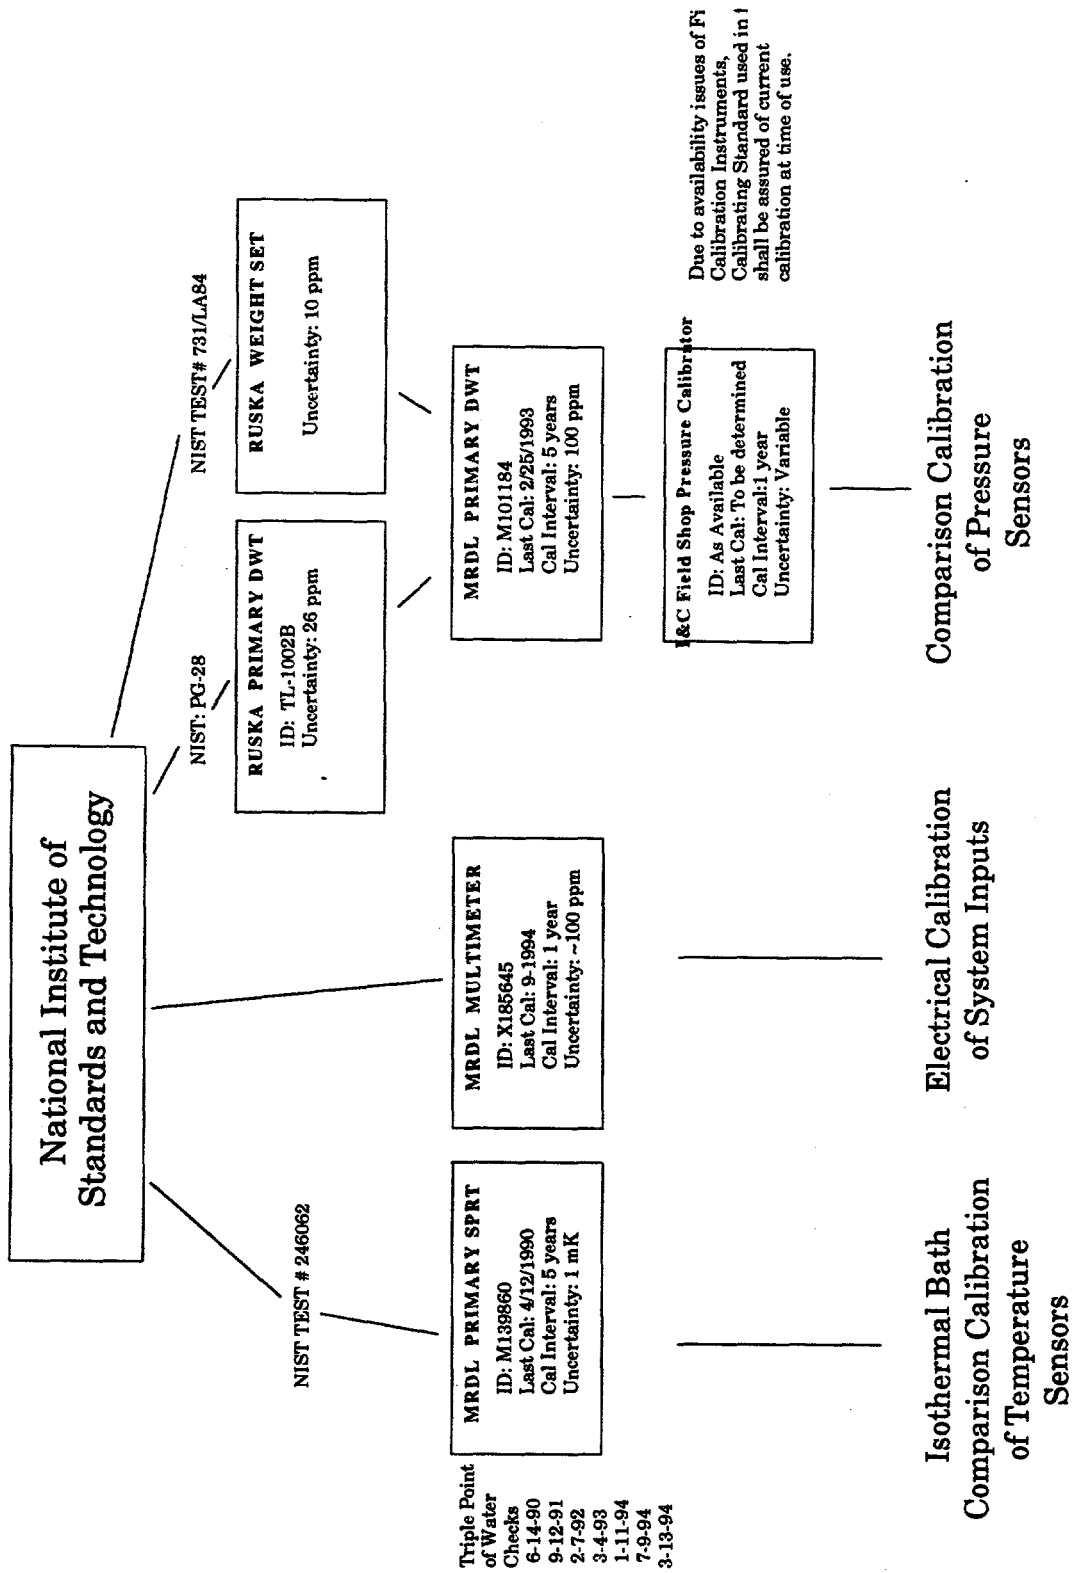 National Institute of
Standards and Technology
NIST TEST # 246062
NIST: PG-28
NIST TEST# 731/LA84
RUSKA PRIMARY DWT
ID: TL-1002B
Uncertainty: 26 ppm
RUSKA WEIGHT SET
Uncertainty: 10 ppm
Triple Point
of Water
Checks
6-14-90
9-12-91
2-7-92
3-4-93
1-11-94
7-9-94
3-13-94
MRDL PRIMARY SPRT
ID: M139860
Last Cal: 4/12/1990
Cal Interval: 5 years
Uncertainty: 1 mK
MRDL MULTIMETER
ID: X185645
Last Cal: 9-1994
Cal Interval: 1 year
Uncertainty: ~100 ppm
MRDL PRIMARY DWT
ID: M101184
Last Cal: 2/25/1993
Cal Interval: 5 years
Uncertainty: 100 ppm
I&C Field Shop Pressure Calibrator
ID: As Available
Last Cal: To be determined
Cal Interval:1 year
Uncertainty: Variable
Due to availability issues of Fi
Calibration Instruments,
Calibrating Standard used in
shall be assured of current
calibration at time of use.
Isothermal Bath
Comparison Calibration
of Temperature
Sensors
Electrical Calibration
of System Inputs
Comparison Calibration
of Pressure
Sensors